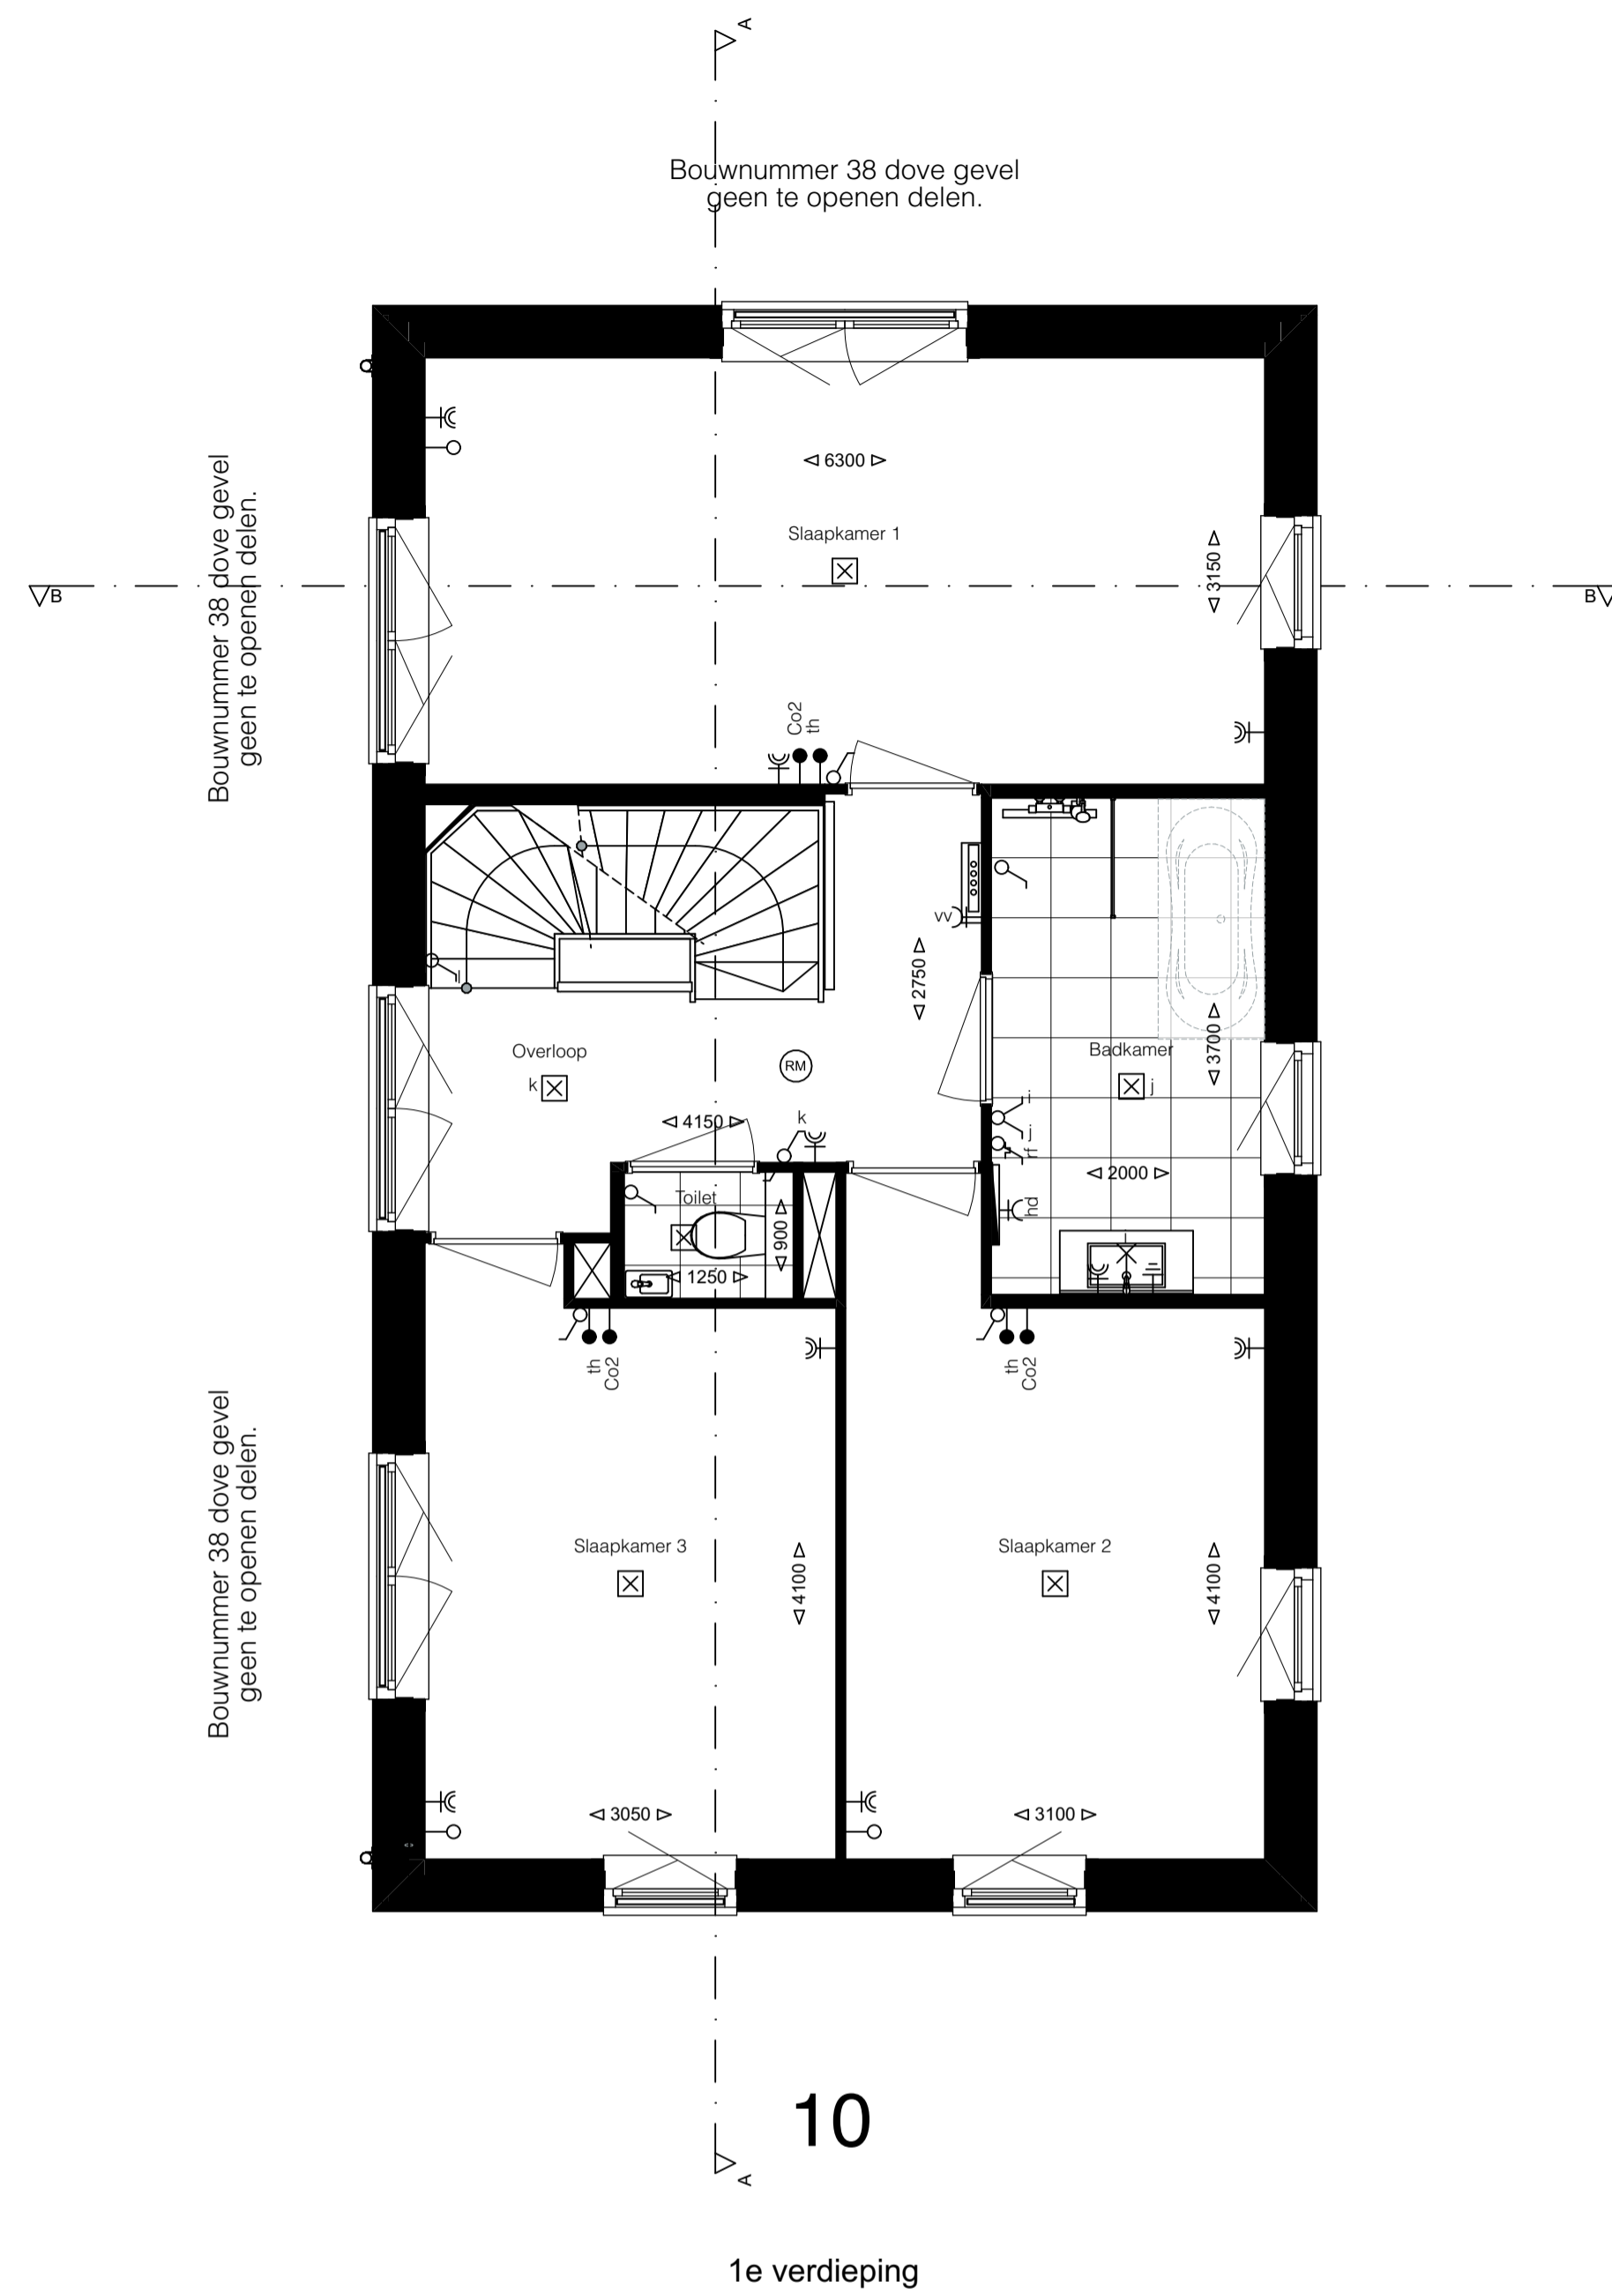 A
Bouwnummer 38 dove gevel
geen te openen delen.
Bouwnummer 38 dove gevel
geen te openen delen.
6300
Slaapkamer 1
3150
B
B
Co2
th
vv
2750
Overloop
k
RM
4150
k
Badkamer
j
3700
i
j
rf
2000
hd
Toilet
900
1250
th
Co2
th
Co2
Bouwnummer 38 dove gevel
geen te openen delen.
Slaapkamer 3
4100
Slaapkamer 2
4100
3050
3100
10
A
1e verdieping